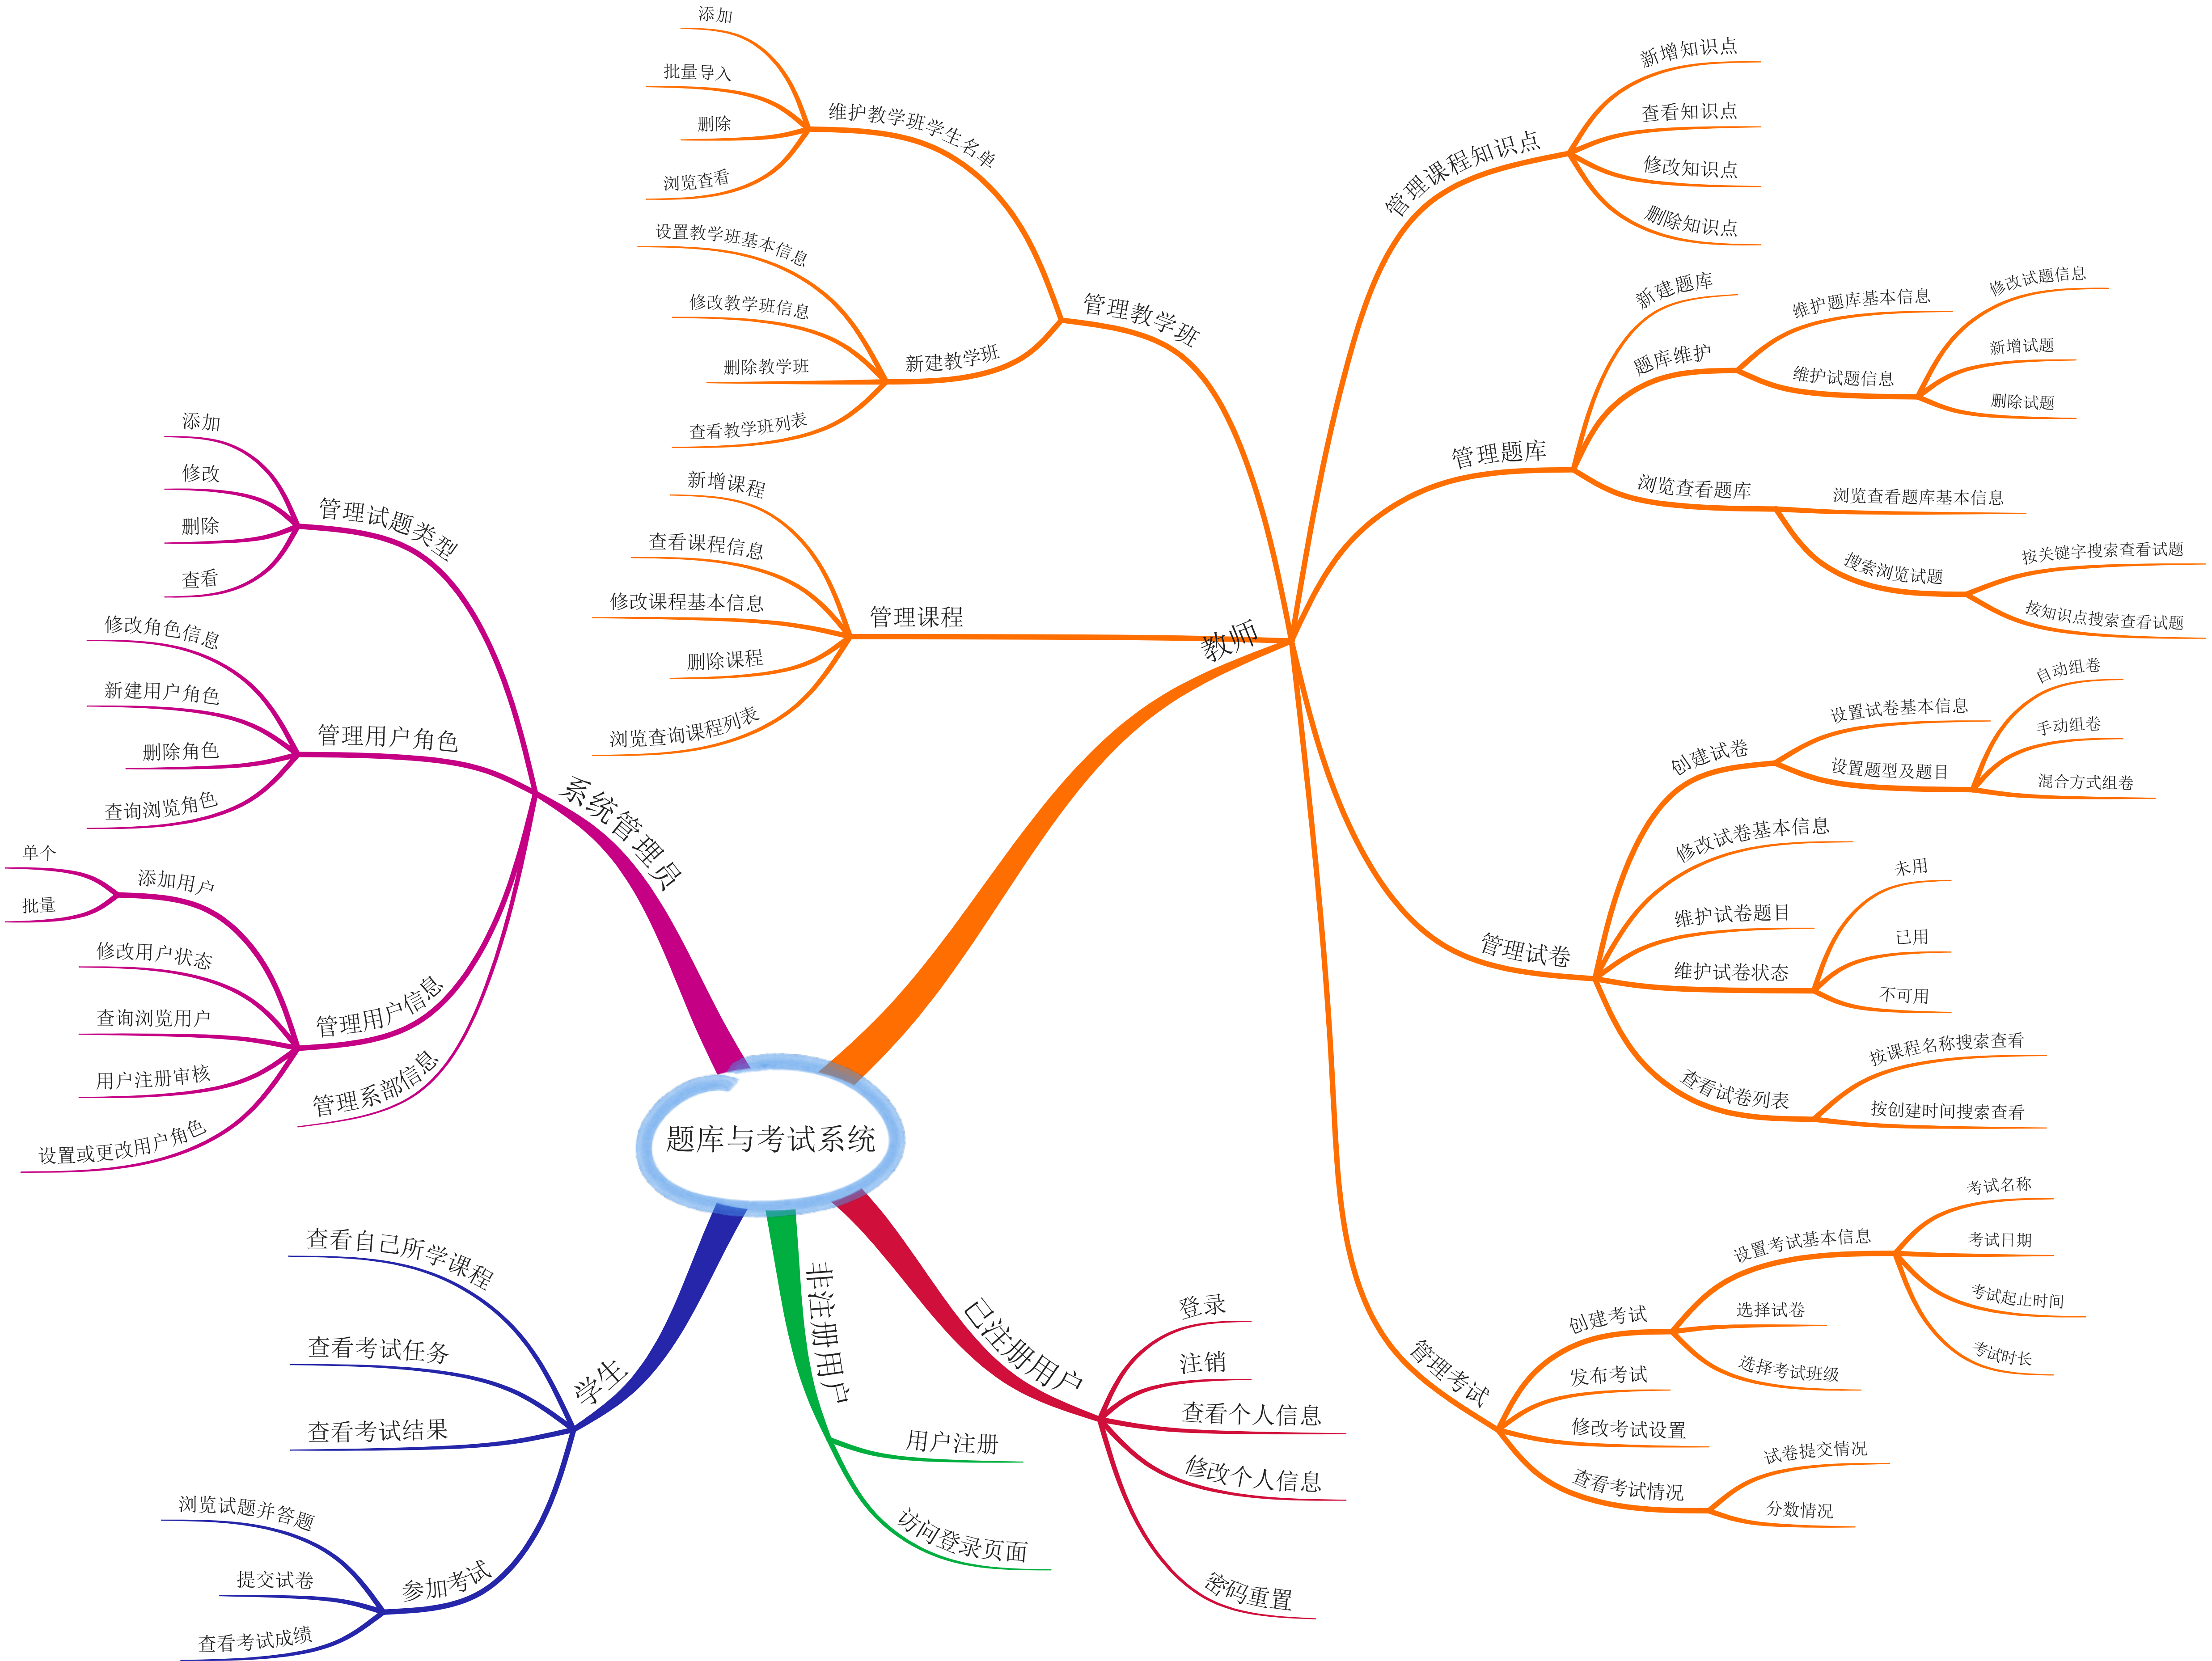 题库与考试系统
教师
管理课程知识点
新增知识点
查看知识点
修改知识点
删除知识点
管理题库
新建题库
题库维护
维护题库基本信息
维护试题信息
修改试题信息
新增试题
删除试题
浏览查看题库
浏览查看题库基本信息
搜索浏览试题
按关键字搜索查看试题
按知识点搜索查看试题
管理试卷
创建试卷
设置试卷基本信息
设置题型及题目
自动组卷
手动组卷
混合方式组卷
修改试卷基本信息
维护试卷题目
维护试卷状态
未用
已用
不可用
查看试卷列表
按课程名称搜索查看
按创建时间搜索查看
管理考试
创建考试
设置考试基本信息
考试名称
考试日期
考试起止时间
考试时长
选择试卷
选择考试班级
发布考试
修改考试设置
查看考试情况
试卷提交情况
分数情况
管理教学班
维护教学班学生名单
添加
批量导入
删除
浏览查看
新建教学班
设置教学班基本信息
修改教学班信息
删除教学班
查看教学班列表
管理课程
新增课程
查看课程信息
修改课程基本信息
删除课程
浏览查询课程列表
系统管理员
管理试题类型
添加
修改
删除
查看
管理用户角色
修改角色信息
新建用户角色
删除角色
查询浏览角色
管理用户信息
添加用户
单个
批量
修改用户状态
查询浏览用户
用户注册审核
设置或更改用户角色
管理系部信息
学生
查看自己所学课程
查看考试任务
查看考试结果
参加考试
浏览试题并答题
提交试卷
查看考试成绩
非注册用户
用户注册
访问登录页面
已注册用户
登录
注销
查看个人信息
修改个人信息
密码重置